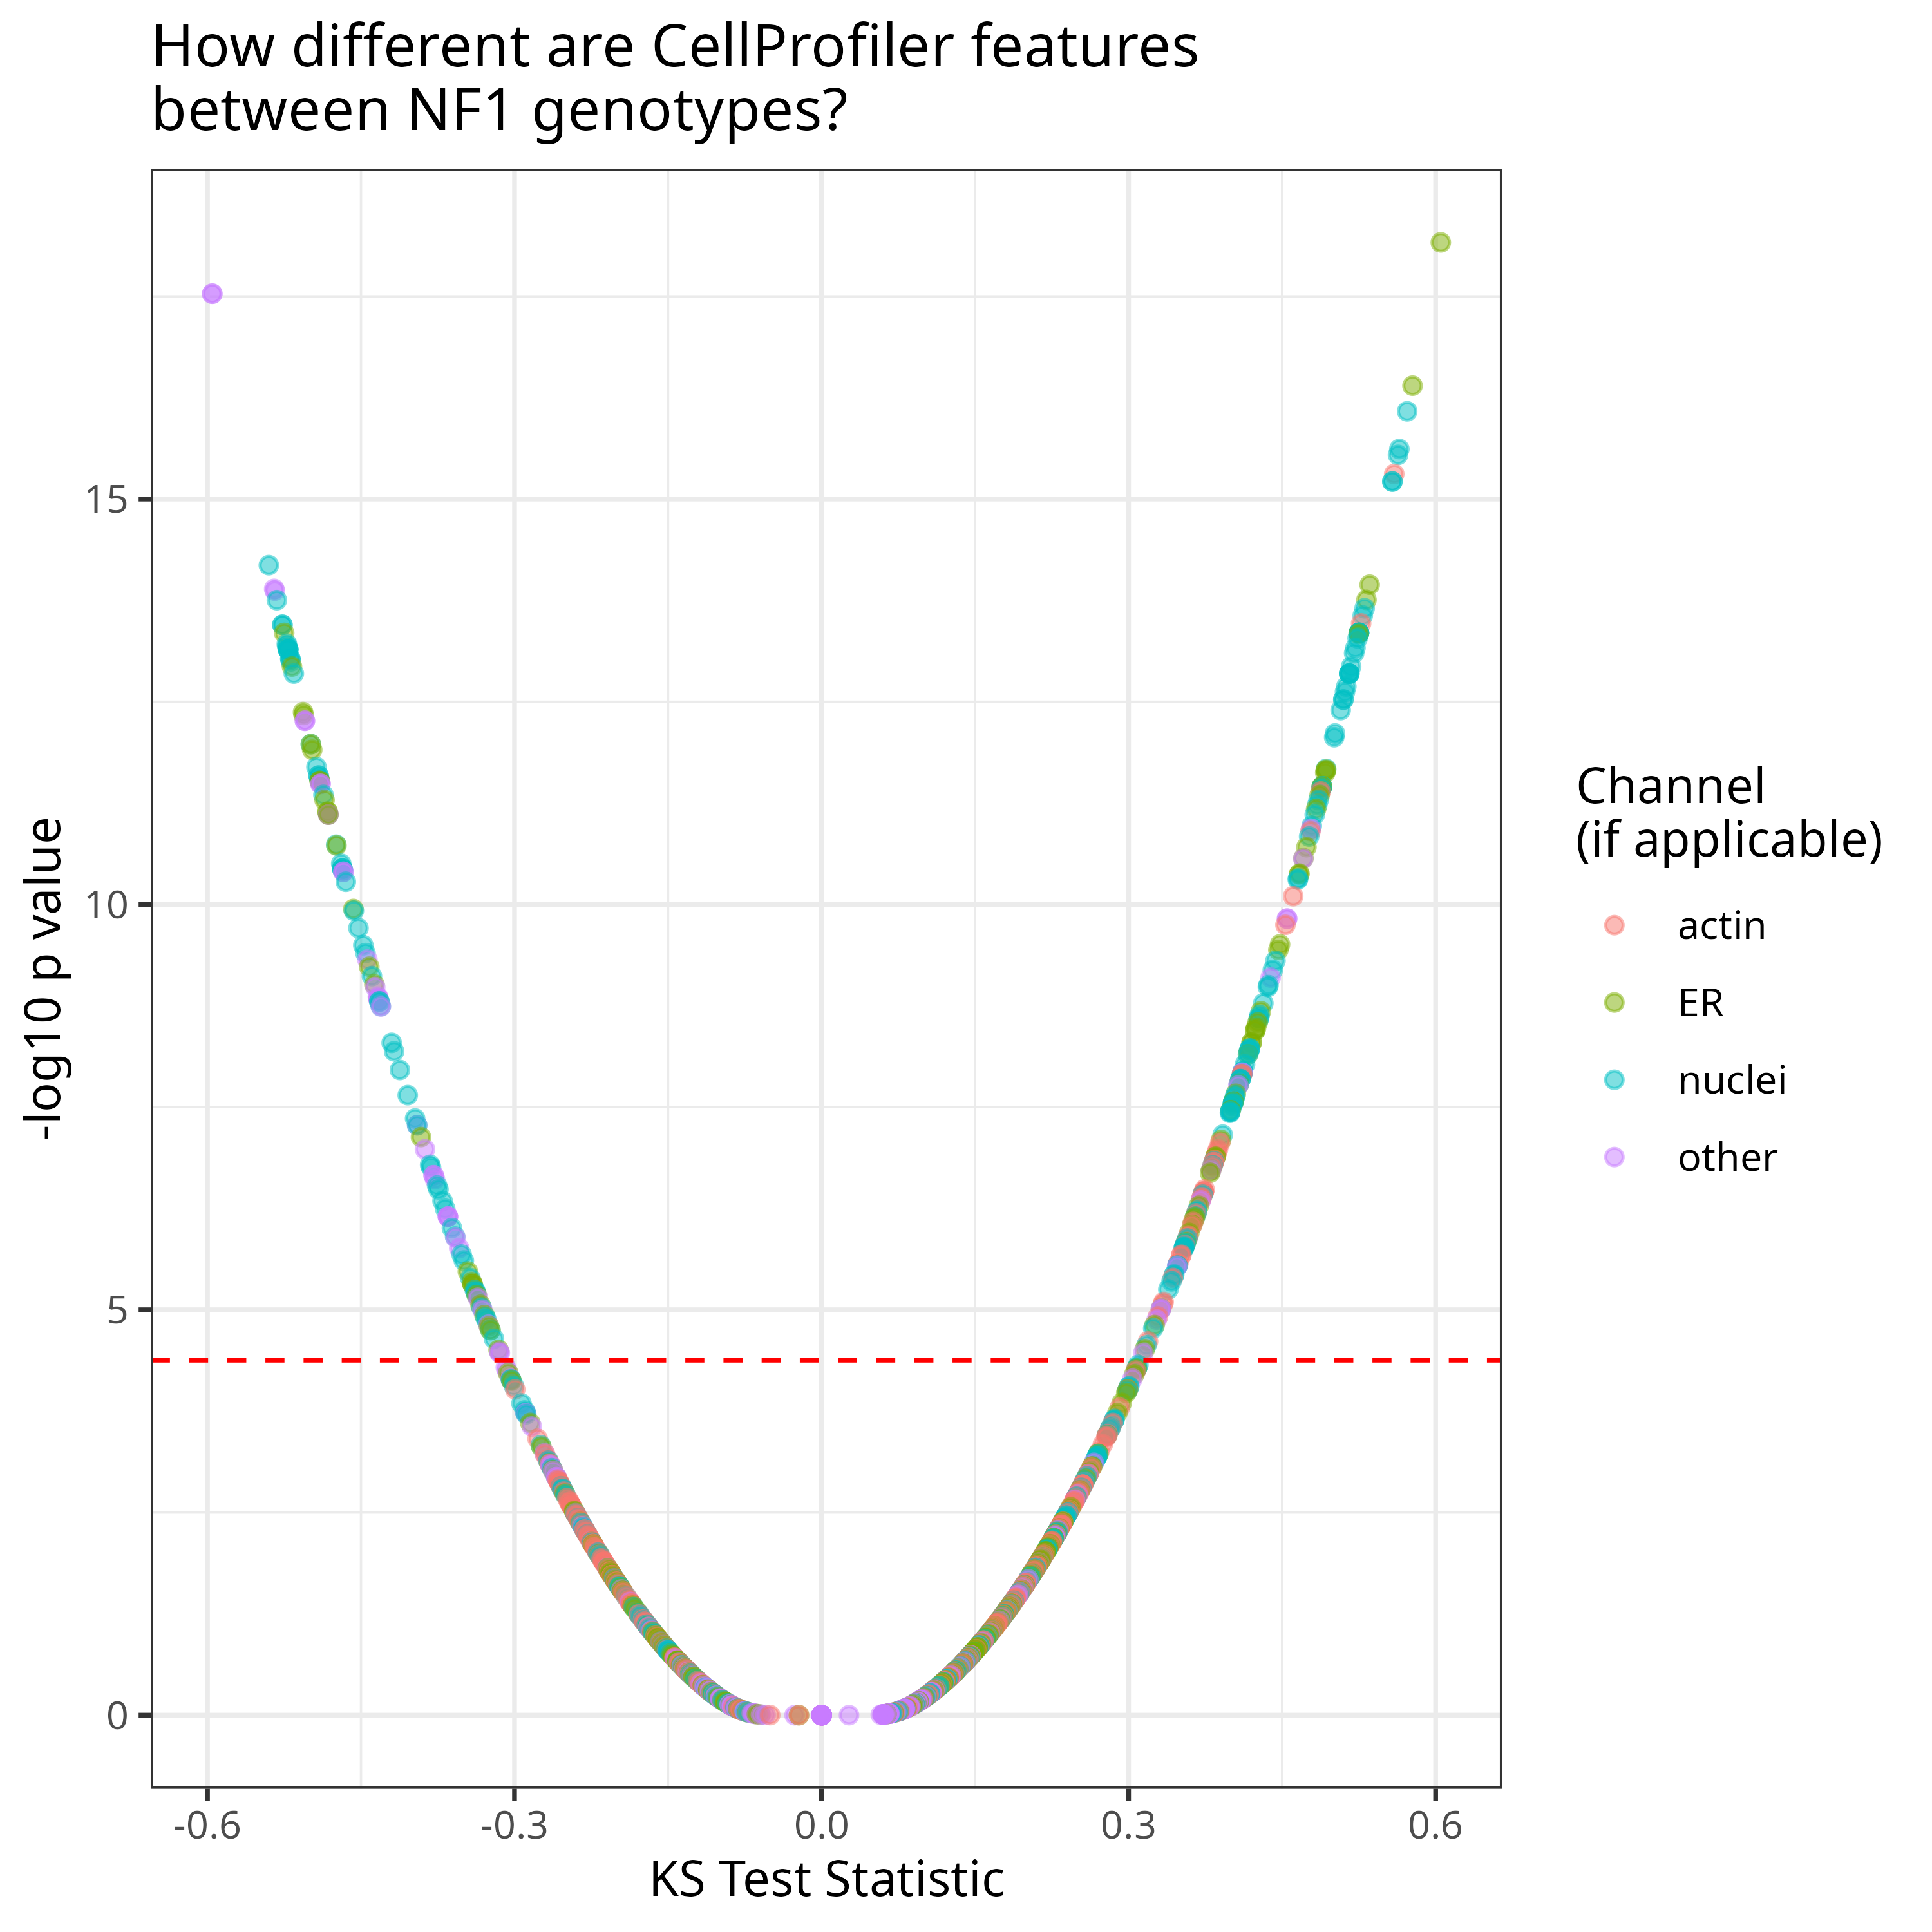 How different are CellProfiler features
between NF1 genotypes?
-log10 p value
15
10
5
0
-0.6
-0.3
0.0
0.3
0.6
KS Test Statistic
Channel
(if applicable)
actin
ER
nuclei
other